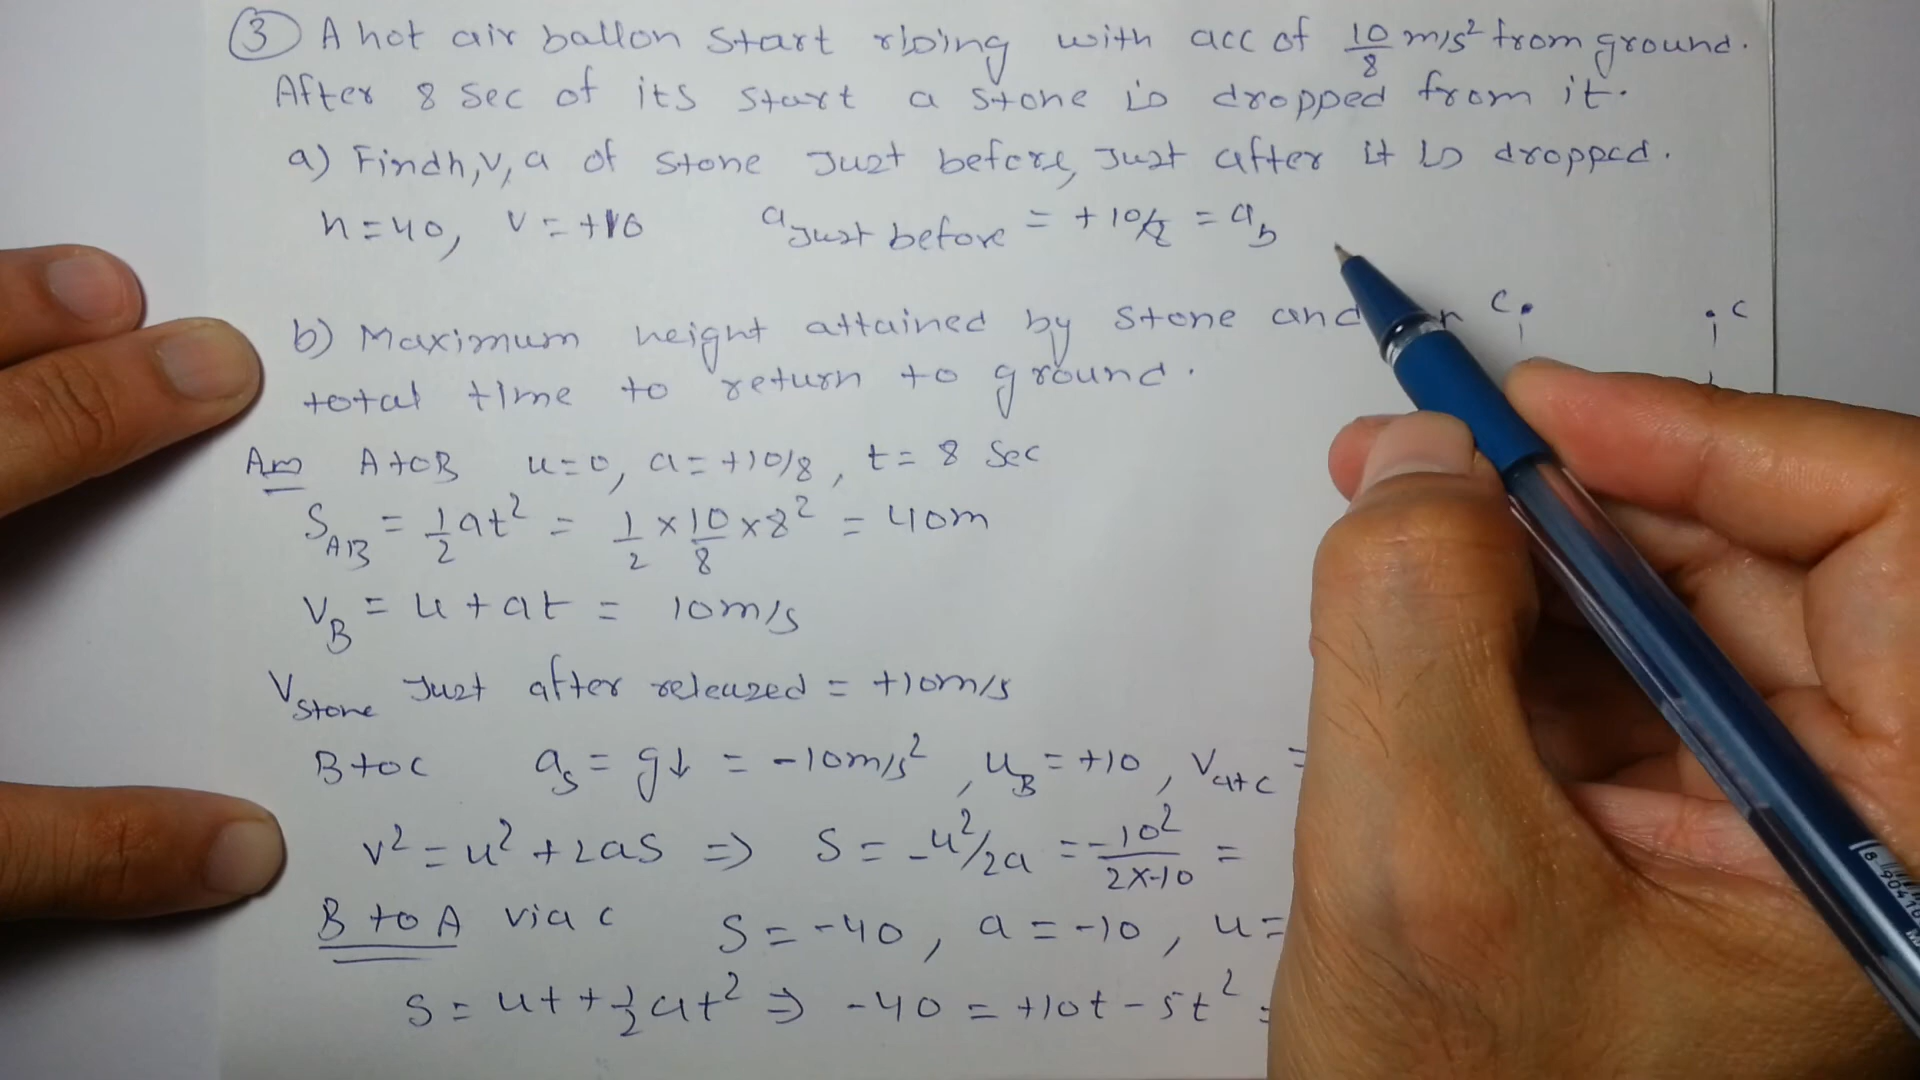 ③ A hot air ballon start rising with acc of 10/8 m/s² from ground.
After 8 sec of its start a stone is dropped from it.
a) Find h, v, a of stone Just before, Just after it is dropped.
h = 40, v = +10 a Just before = +10/8 = a_b
b) Maximum height attained by stone and
total time to return to ground.
C C
Ans A to B u=0, a=+10/8, t= 8 sec
S_AB = 1/2 at² = 1/2 × 10/8 × 8² = 40m
V_B = u + at = 10m/s
V_stone Just after released = +10m/s
B to C a_s = g↓ = -10m/s², u_B = +10, V_at C =
v² = u² + 2as ⇒ S = -u²/2a = -10²/2×-10 =
B to A via C S = -40, a = -10, u =
S = ut + 1/2 at² ⇒ -40 = +10t - 5t² =